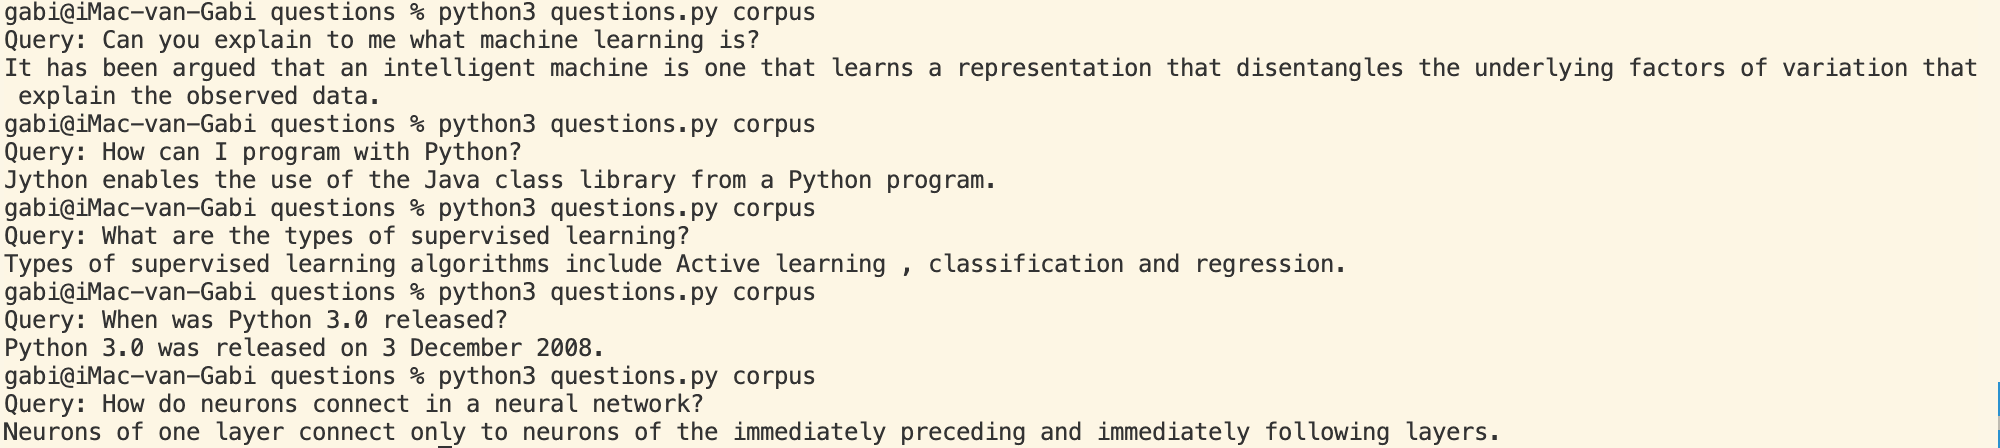 gabi@iMac-van-Gabi questions % python3 questions.py corpus
Query: Can you explain to me what machine learning is?
It has been argued that an intelligent machine is one that learns a representation that disentangles the underlying factors of variation that
 explain the observed data.
gabi@iMac-van-Gabi questions % python3 questions.py corpus
Query: How can I program with Python?
Jython enables the use of the Java class library from a Python program.
gabi@iMac-van-Gabi questions % python3 questions.py corpus
Query: What are the types of supervised learning?
Types of supervised learning algorithms include Active learning , classification and regression.
gabi@iMac-van-Gabi questions % python3 questions.py corpus
Query: When was Python 3.0 released?
Python 3.0 was released on 3 December 2008.
gabi@iMac-van-Gabi questions % python3 questions.py corpus
Query: How do neurons connect in a neural network?
Neurons of one layer connect only to neurons of the immediately preceding and immediately following layers.